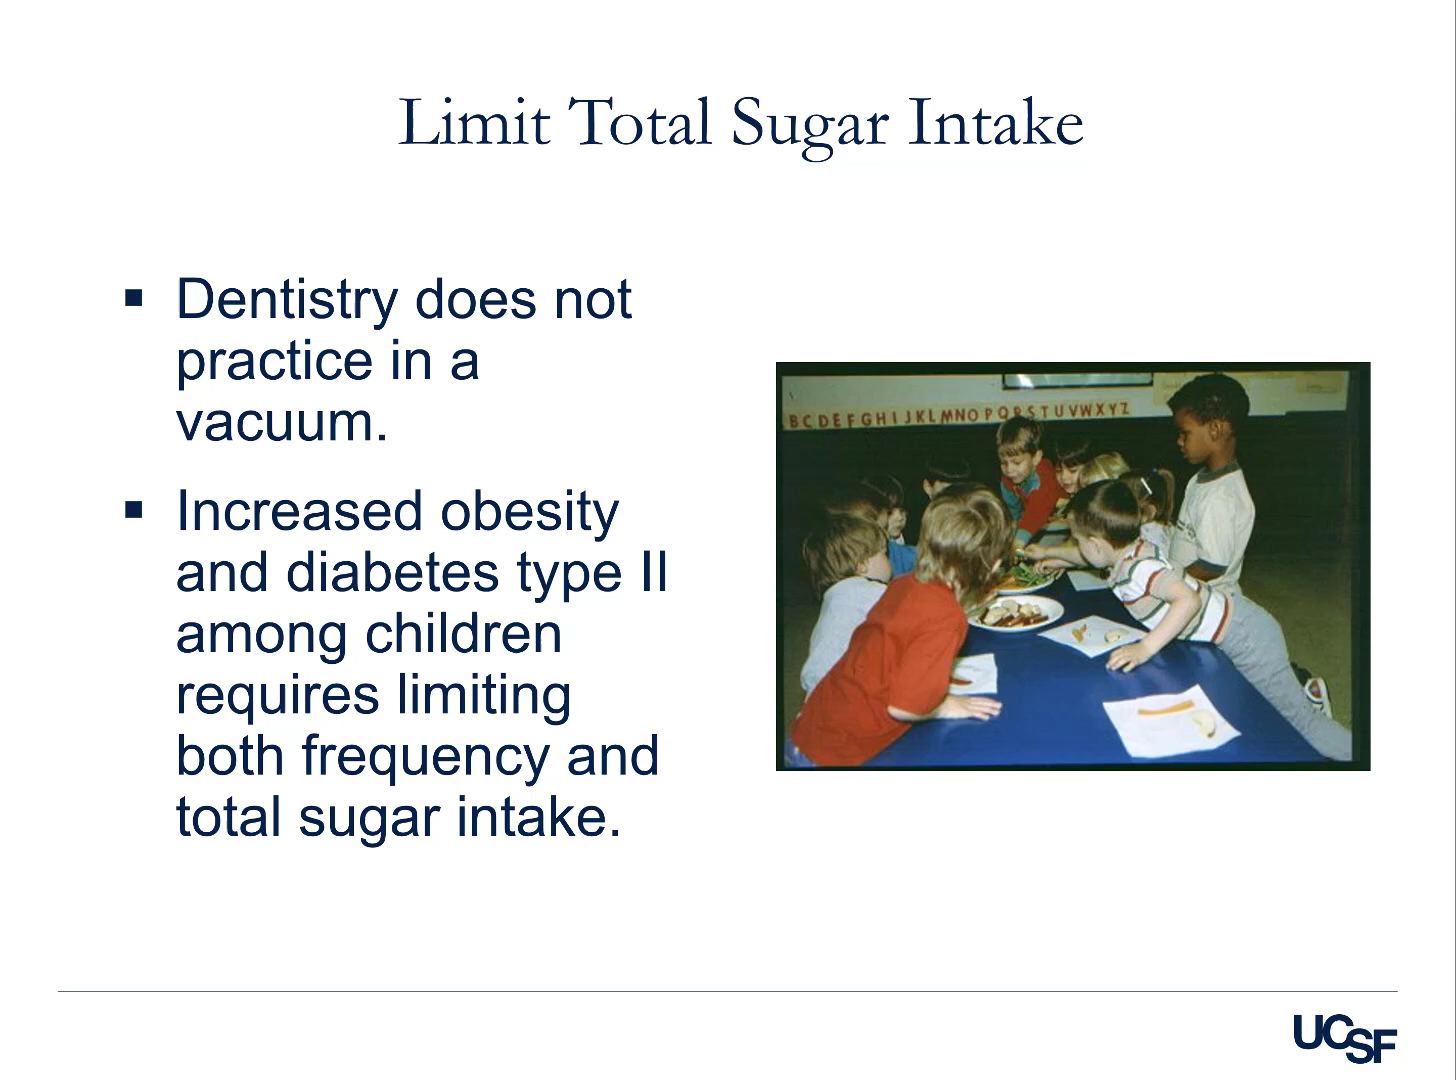 Limit Total Sugar Intake
▪ Dentistry does not
practice in a
vacuum.
▪ Increased obesity
and diabetes type II
among children
requires limiting
both frequency and
total sugar intake.
BCDEFGHIJKLMNOPQRSTUVWXYZ
UCSF